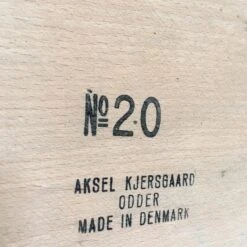 No 2.0
AKSEL KJERSGAARD
ODDER
MADE IN DENMARK